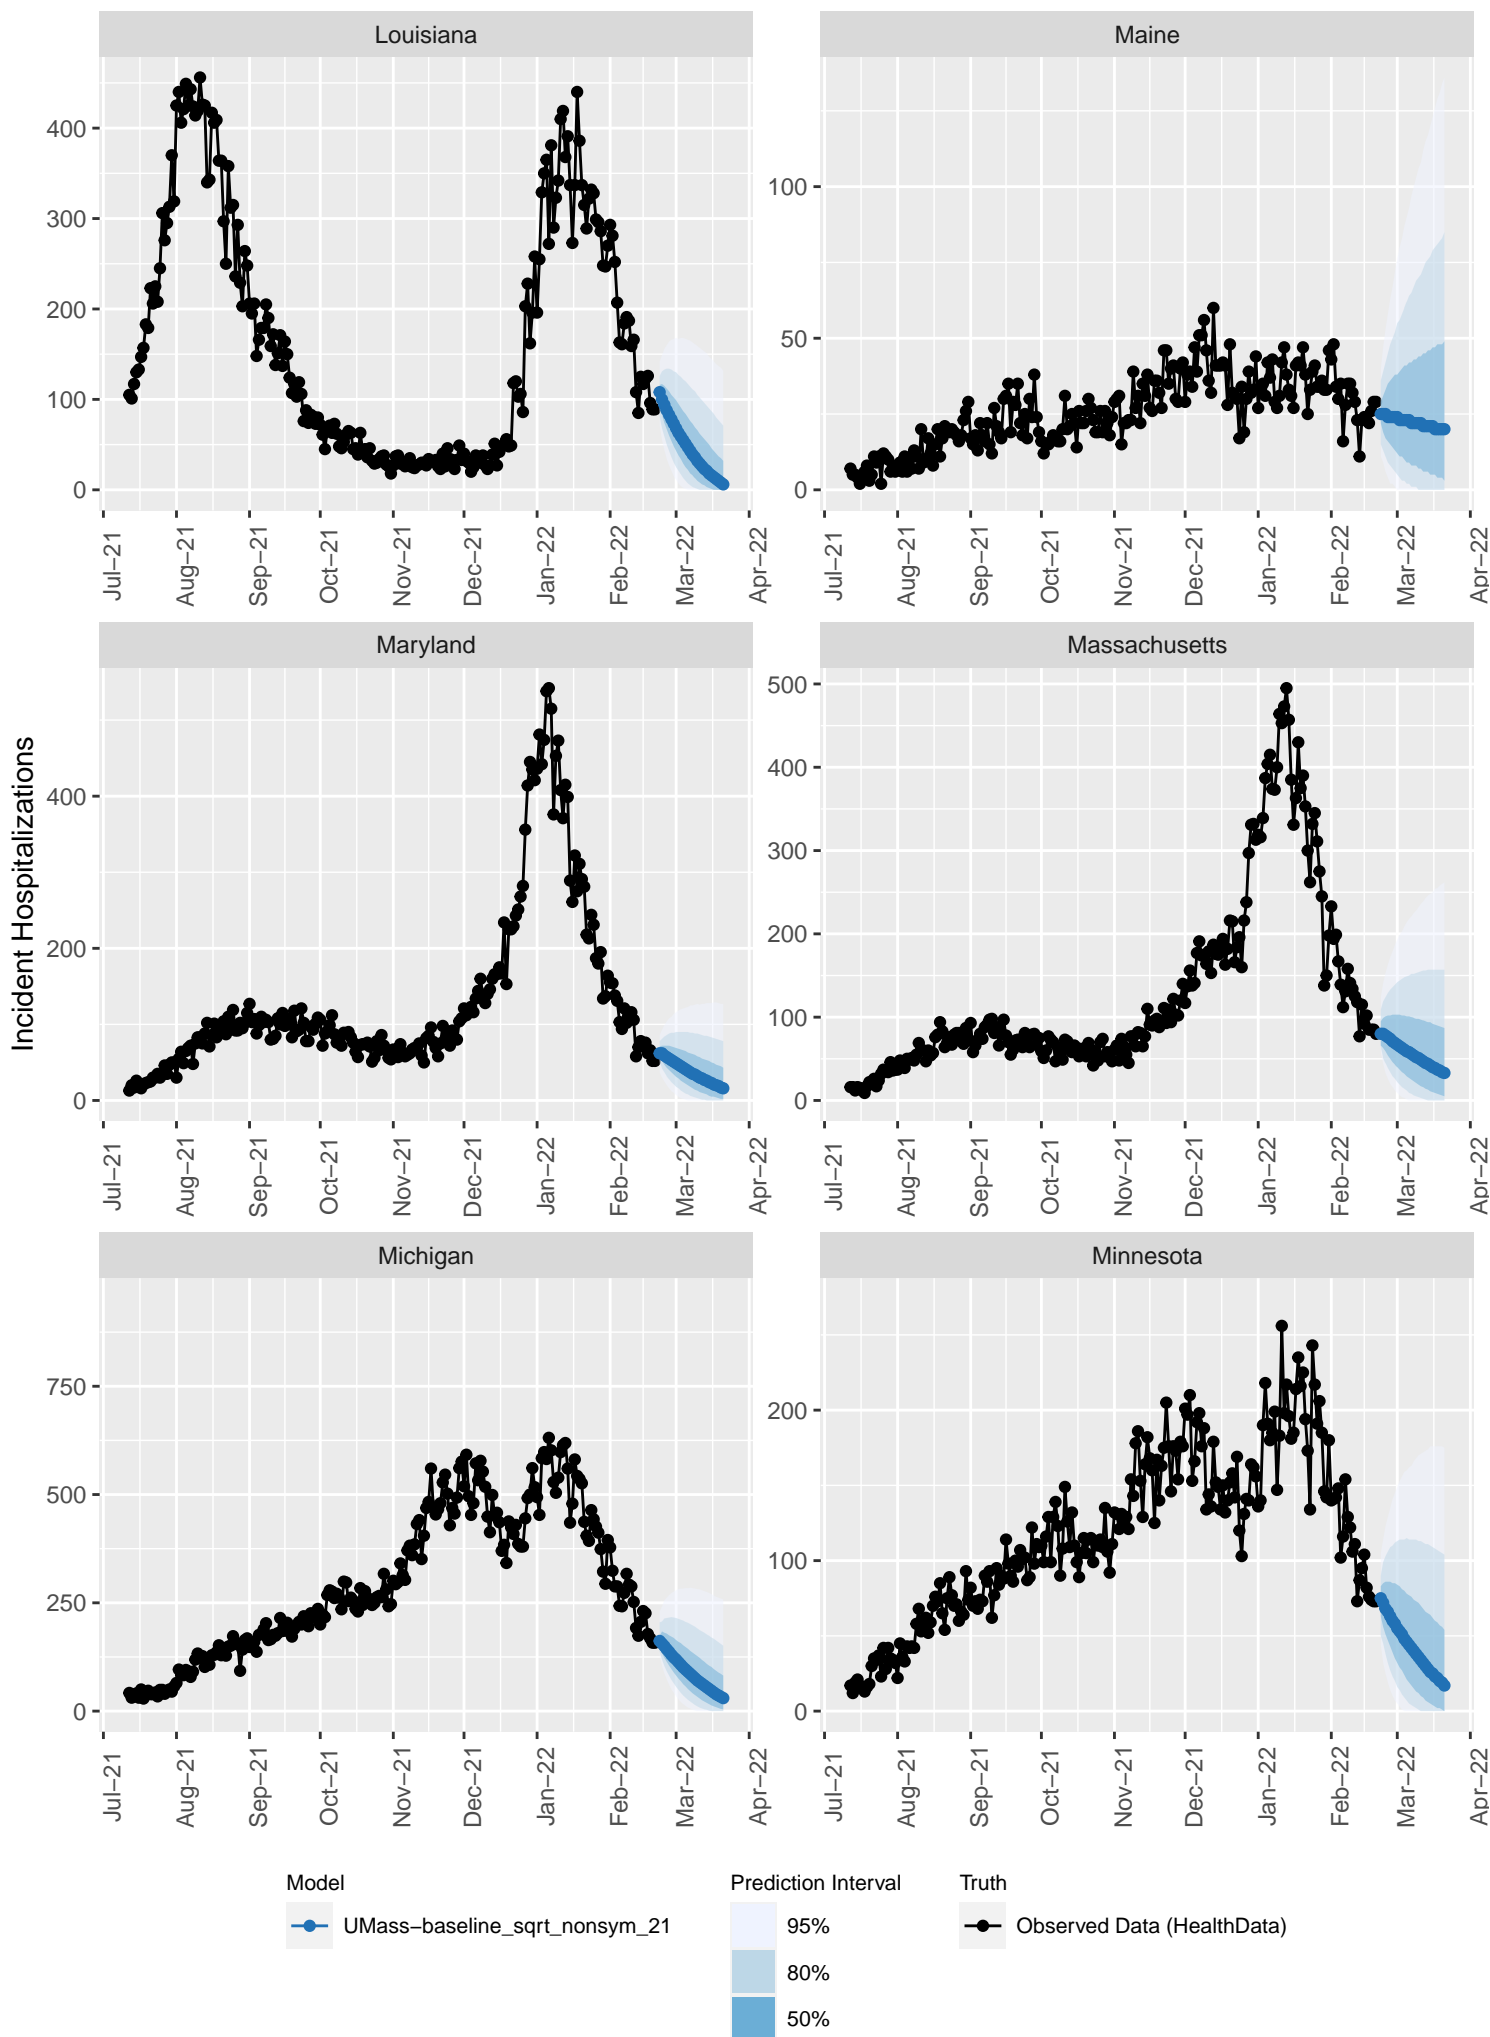 Louisiana
Maine
400
300
200
100
0
100
50
0
Jul−21
Aug−21
Sep−21
Oct−21
Nov−21
Dec−21
Jan−22
Feb−22
Mar−22
Apr−22
Jul−21
Aug−21
Sep−21
Oct−21
Nov−21
Dec−21
Jan−22
Feb−22
Mar−22
Apr−22
Maryland
Massachusetts
Incident Hospitalizations
400
200
0
500
400
300
200
100
0
Jul−21
Aug−21
Sep−21
Oct−21
Nov−21
Dec−21
Jan−22
Feb−22
Mar−22
Apr−22
Jul−21
Aug−21
Sep−21
Oct−21
Nov−21
Dec−21
Jan−22
Feb−22
Mar−22
Apr−22
Michigan
Minnesota
750
500
250
0
200
100
0
Jul−21
Aug−21
Sep−21
Oct−21
Nov−21
Dec−21
Jan−22
Feb−22
Mar−22
Apr−22
Jul−21
Aug−21
Sep−21
Oct−21
Nov−21
Dec−21
Jan−22
Feb−22
Mar−22
Apr−22
Model
UMass−baseline_sqrt_nonsym_21
Prediction Interval
95%
80%
50%
Truth
Observed Data (HealthData)